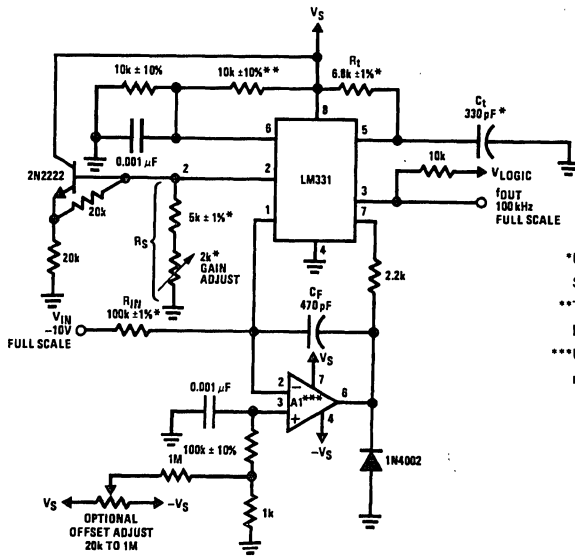 VS
10k ±10%
10k ±10%**
Rt
6.8k ±1%*
Ct
330 pF*
0.001 μF
6
8
5
LM331
10k
VLOGIC
2N2222
2
2
3
fOUT
100kHz
FULL SCALE
20k
1
7
4
5k ±1%*
RS
2k*
GAIN
ADJUST
2.2k
20k
VIN
-10V
FULL SCALE
RIN
100k ±1%*
CF
470 pF
VS
7
2
−
A1***
6
3
+
4
-VS
0.001 μF
100k ±10%
1M
1k
1N4002
VS
-VS
OPTIONAL
OFFSET ADJUST
20k TO 1M
*
**
***